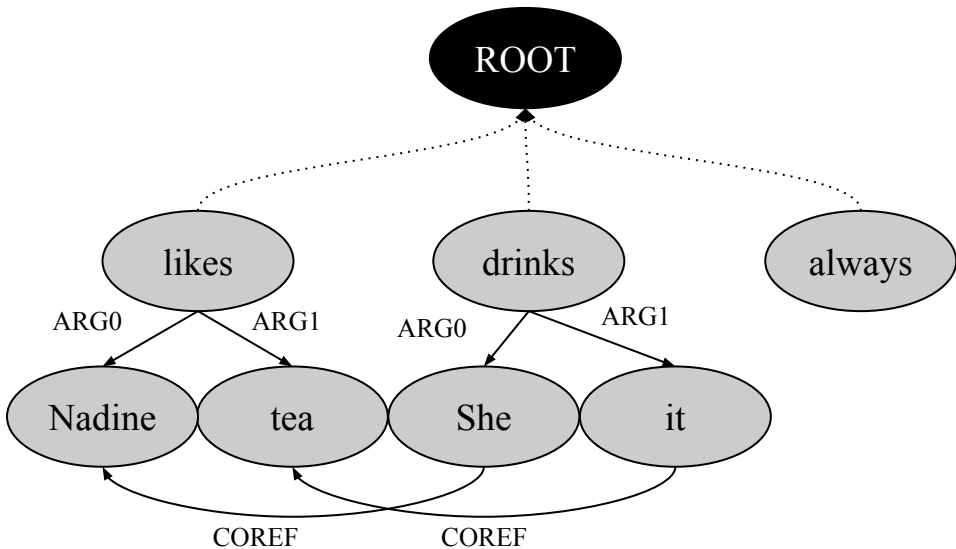 ROOT
likes
drinks
always
ARG0
ARG1
ARG0
ARG1
Nadine
tea
She
it
COREF
COREF